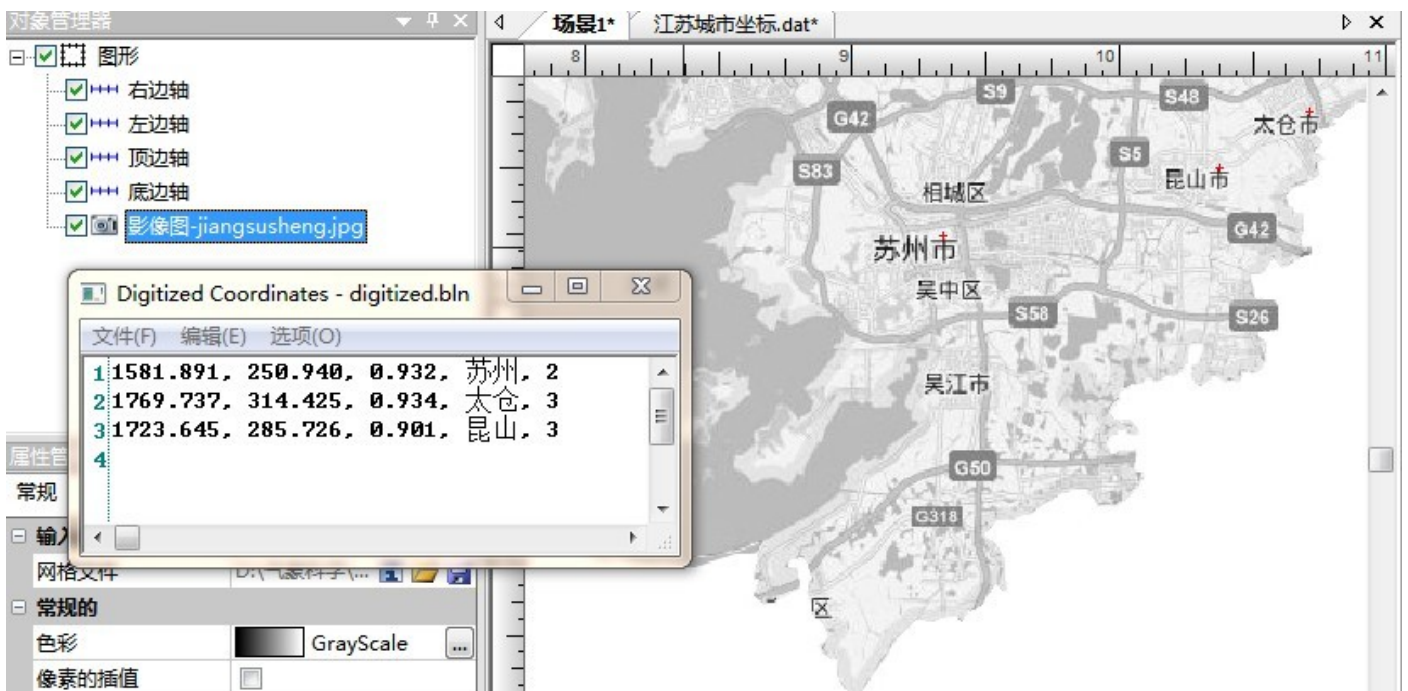 对象管理器
场景1* 江苏城市坐标.dat*
图形
右边轴
左边轴
顶边轴
底边轴
影像图-jiangsusheng.jpg
8 9 10 11
S9
S48
G42
太仓市
S5
S83
昆山市
相城区
G42
苏州市
吴中区
S58
S26
吴江市
G50
G318
区
Digitized Coordinates - digitized.bln
文件(F) 编辑(E) 选项(O)
1 1581.891, 250.940, 0.932, 苏州, 2
2 1769.737, 314.425, 0.934, 太仓, 3
3 1723.645, 285.726, 0.901, 昆山, 3
4
属性管
常规
输入
网格文件 D:\气象科学\...
常规的
色彩 GrayScale ...
像素的插值